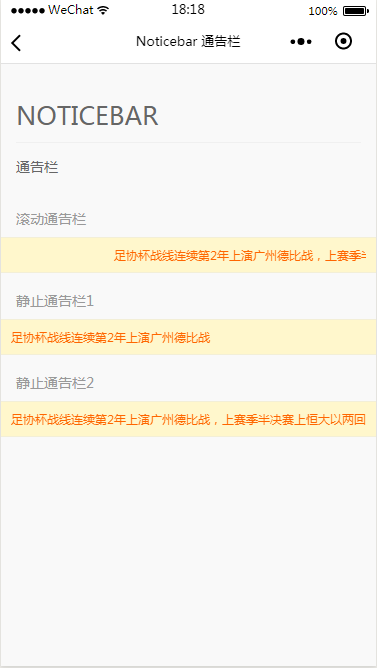 WeChat 18:18 100%
Noticebar 通告栏
NOTICEBAR
通告栏
滚动通告栏
足协杯战线连续第2年上演广州德比战，上赛季半
静止通告栏1
足协杯战线连续第2年上演广州德比战
静止通告栏2
足协杯战线连续第2年上演广州德比战，上赛季半决赛上恒大以两回